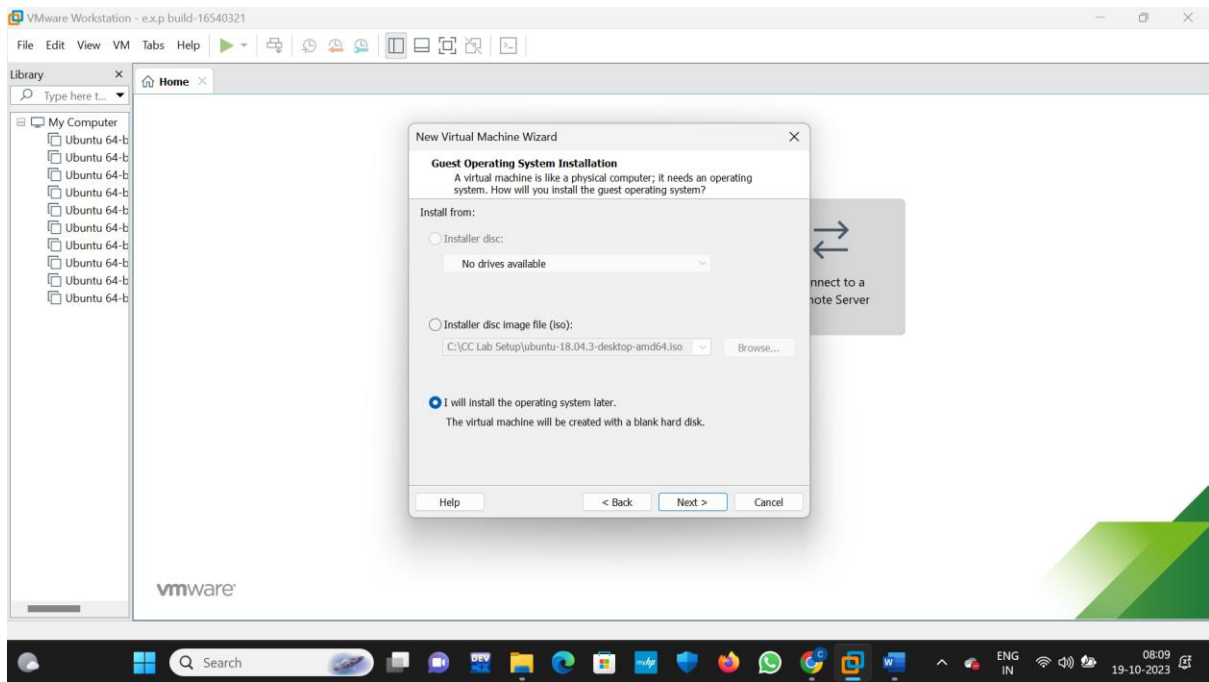 VMware Workstation - e.x.p build-16540321
File Edit View VM Tabs Help
Library
Home
Type here t...
My Computer
Ubuntu 64-b
Ubuntu 64-b
Ubuntu 64-b
Ubuntu 64-b
Ubuntu 64-b
Ubuntu 64-b
Ubuntu 64-b
Ubuntu 64-b
Ubuntu 64-b
Ubuntu 64-b
New Virtual Machine Wizard
Guest Operating System Installation
A virtual machine is like a physical computer; it needs an operating
system. How will you install the guest operating system?
Install from:
Installer disc:
No drives available
Installer disc image file (iso):
C:\CC Lab Setup\ubuntu-18.04.3-desktop-amd64.iso Browse...
I will install the operating system later.
The virtual machine will be created with a blank hard disk.
Help < Back Next > Cancel
nnect to a
note Server
vmware
Search
DEV
myhp
W
ENG
IN
08:09
19-10-2023